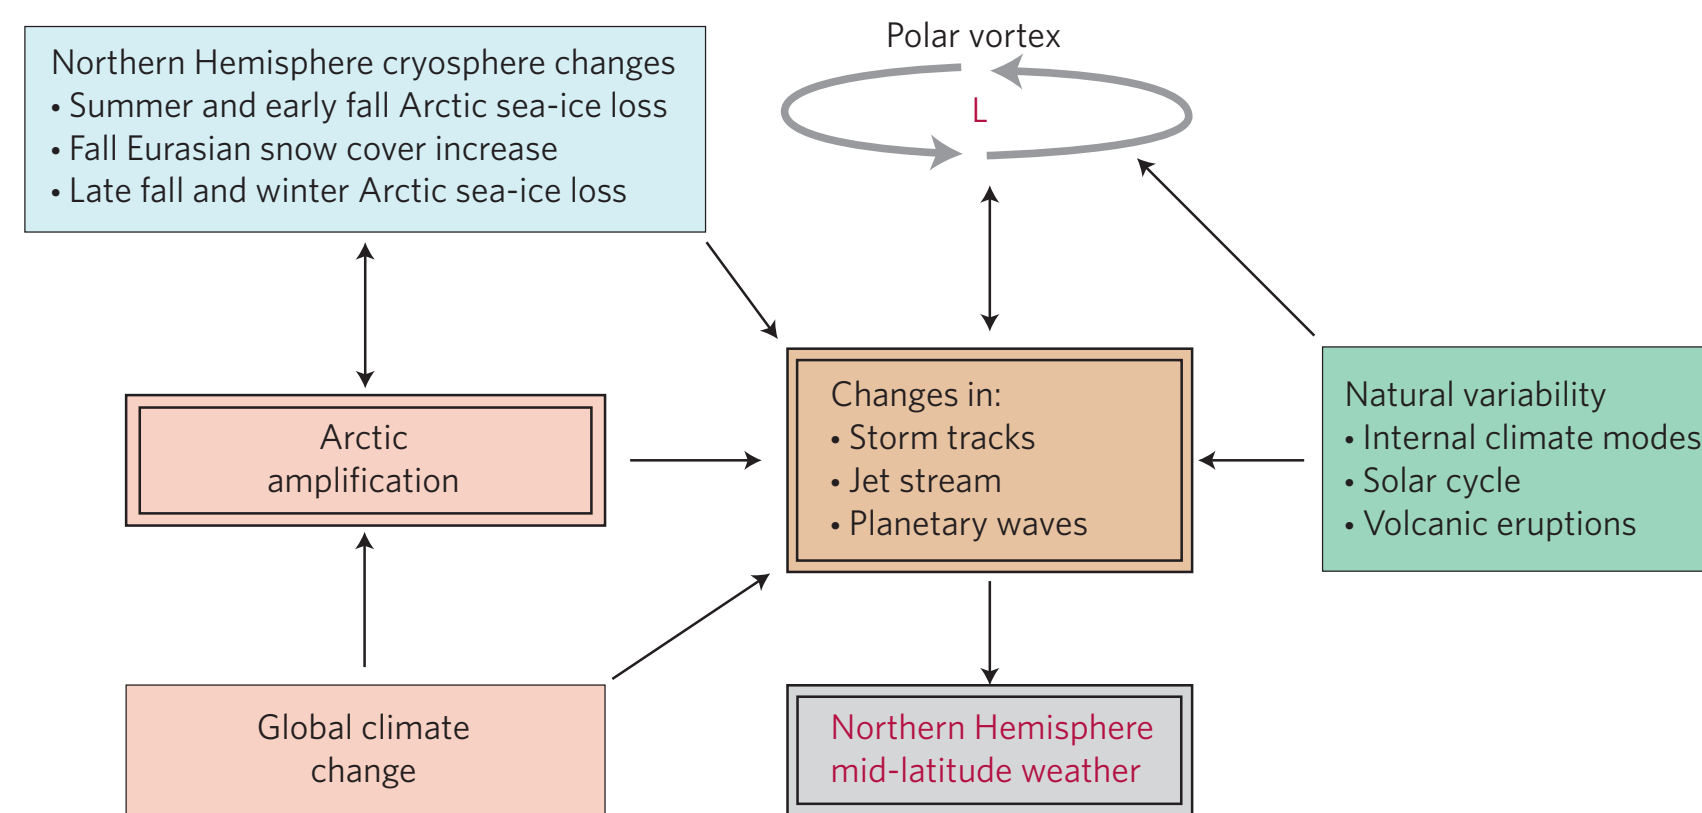 Northern Hemisphere cryosphere changes
• Summer and early fall Arctic sea-ice loss
• Fall Eurasian snow cover increase
• Late fall and winter Arctic sea-ice loss
Polar vortex
L
Arctic
amplification
Changes in:
• Storm tracks
• Jet stream
• Planetary waves
Natural variability
• Internal climate modes
• Solar cycle
• Volcanic eruptions
Global climate
change
Northern Hemisphere
mid-latitude weather